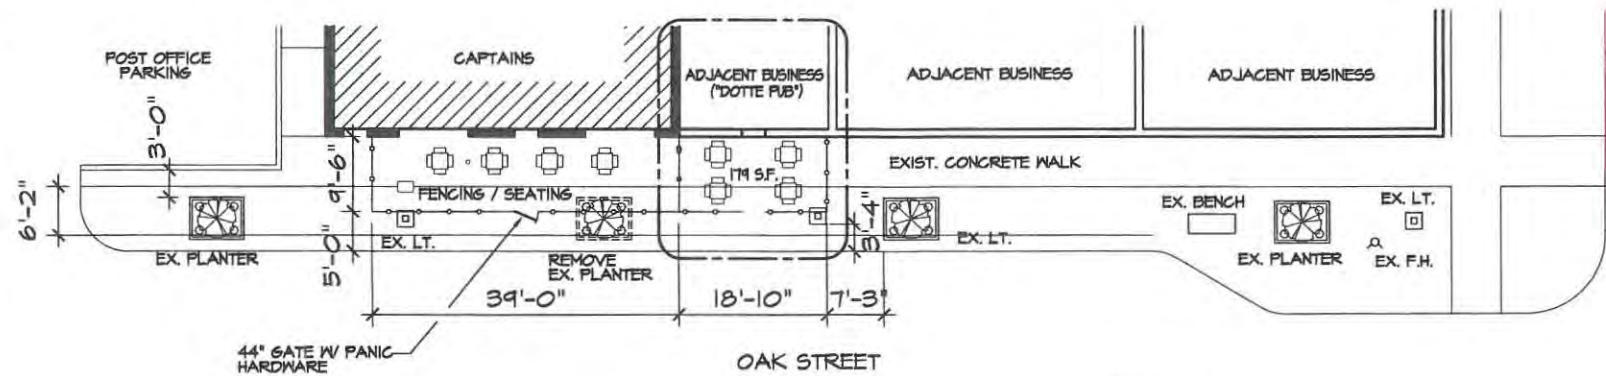 POST OFFICE
PARKING
CAPTAINS
ADJACENT BUSINESS
("DOTTE PUB")
ADJACENT BUSINESS
ADJACENT BUSINESS
3'-0"
9'-6"
179 S.F.
EXIST. CONCRETE WALK
FENCING / SEATING
6'-2"
EX. LT.
EX. PLANTER
5'-0"
REMOVE
EX. PLANTER
3'-4"
EX. LT.
EX. BENCH
EX. LT.
EX. PLANTER
EX. F.H.
39'-0"
18'-10"
7'-3"
44" GATE W/ PANIC
HARDWARE
OAK STREET